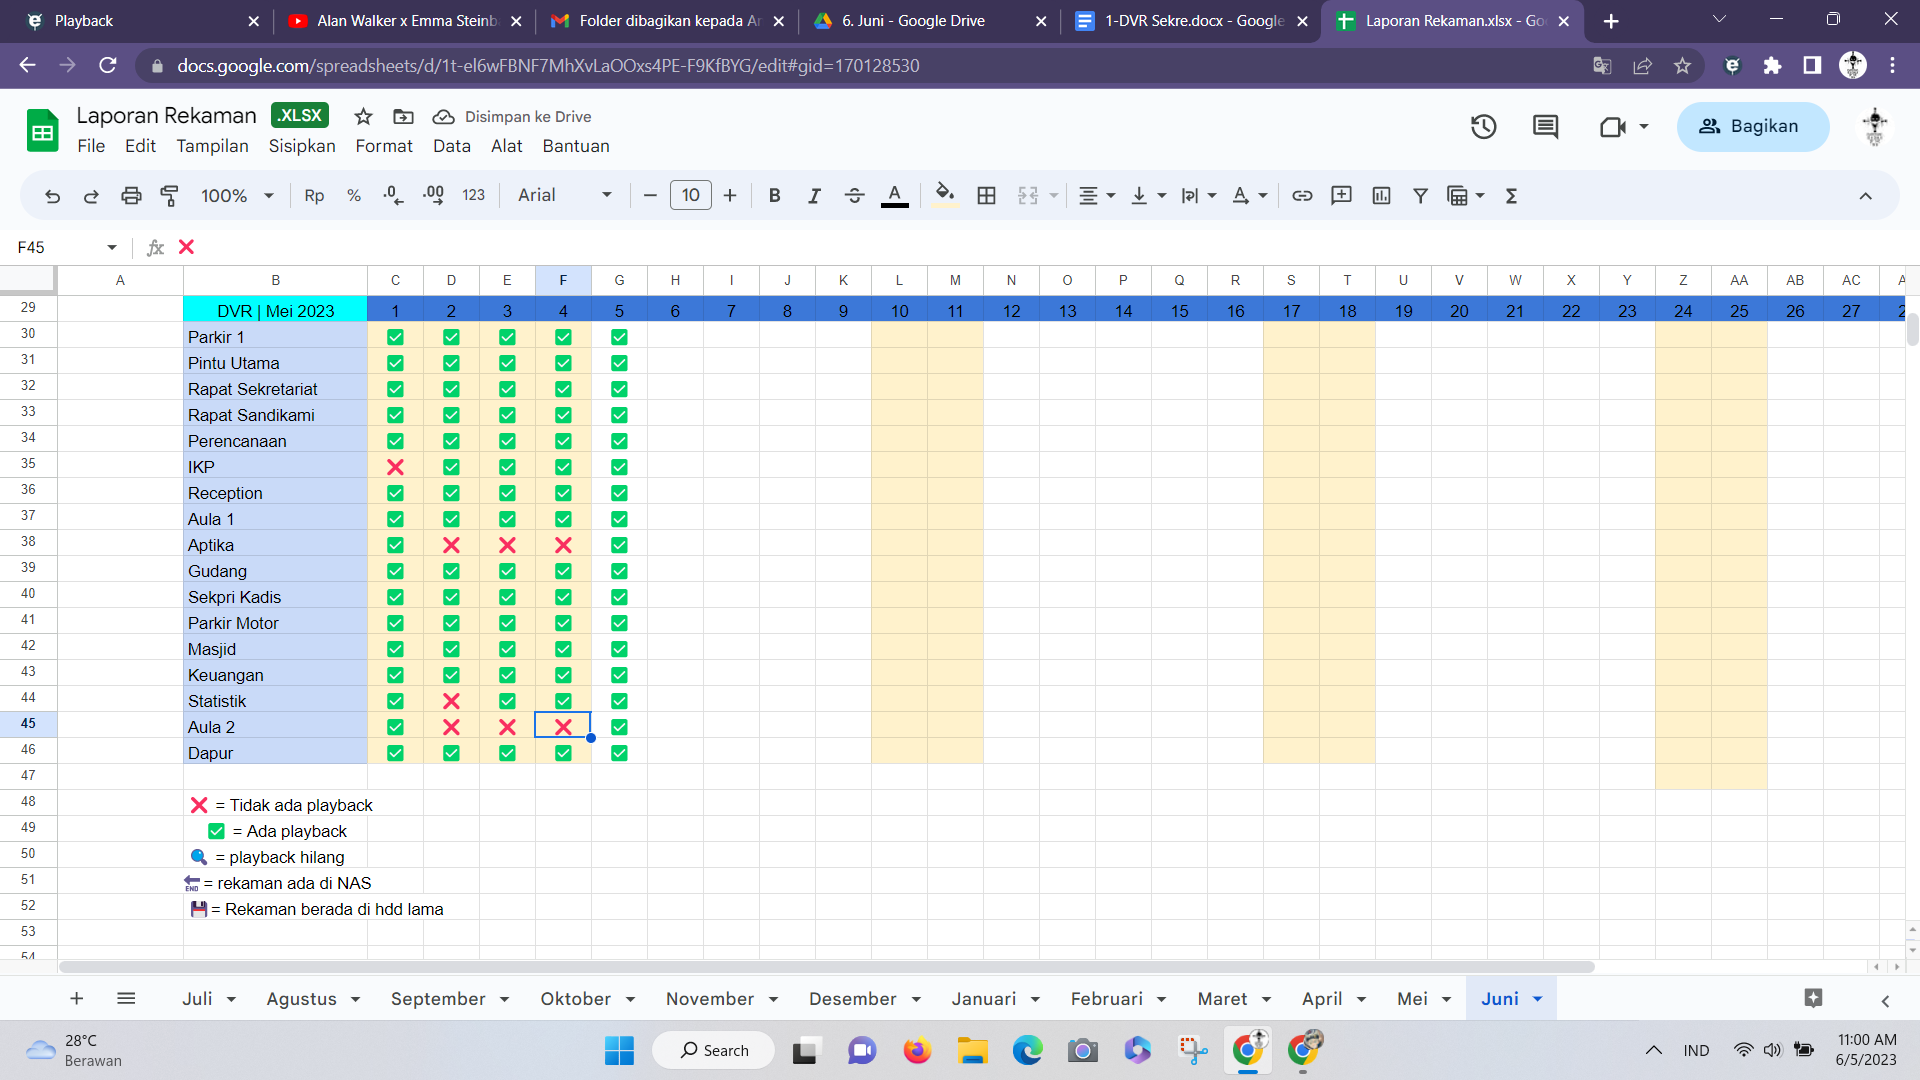 Playback
Alan Walker x Emma Steinb
Folder dibagikan kepada Ar
6. Juni - Google Drive
1-DVR Sekre.docx - Google
Laporan Rekaman.xlsx - Goo
docs.google.com/spreadsheets/d/1t-el6wFBNF7MhXvLaOOxs4PE-F9KfBYG/edit#gid=170128530
Laporan Rekaman .XLSX Disimpan ke Drive
File Edit Tampilan Sisipkan Format Data Alat Bantuan
Bagikan
100% Rp % .0 .00 123 Arial 10 B I S A Σ
F45 fx ❌
A B C D E F G H I J K L M N O P Q R S T U V W X Y Z AA AB AC A
29 DVR | Mei 2023 1 2 3 4 5 6 7 8 9 10 11 12 13 14 15 16 17 18 19 20 21 22 23 24 25 26 27 2
30 Parkir 1 ✅ ✅ ✅ ✅ ✅
31 Pintu Utama ✅ ✅ ✅ ✅ ✅
32 Rapat Sekretariat ✅ ✅ ✅ ✅ ✅
33 Rapat Sandikami ✅ ✅ ✅ ✅ ✅
34 Perencanaan ✅ ✅ ✅ ✅ ✅
35 IKP ❌ ✅ ✅ ✅ ✅
36 Reception ✅ ✅ ✅ ✅ ✅
37 Aula 1 ✅ ✅ ✅ ✅ ✅
38 Aptika ✅ ❌ ❌ ❌ ✅
39 Gudang ✅ ✅ ✅ ✅ ✅
40 Sekpri Kadis ✅ ✅ ✅ ✅ ✅
41 Parkir Motor ✅ ✅ ✅ ✅ ✅
42 Masjid ✅ ✅ ✅ ✅ ✅
43 Keuangan ✅ ✅ ✅ ✅ ✅
44 Statistik ✅ ❌ ✅ ✅ ✅
45 Aula 2 ✅ ❌ ❌ ❌ ✅
46 Dapur ✅ ✅ ✅ ✅ ✅
47
48 ❌ = Tidak ada playback
49 ✅ = Ada playback
50 🔍 = playback hilang
51 🔚 = rekaman ada di NAS
52 💾 = Rekaman berada di hdd lama
53
54
Juli Agustus September Oktober November Desember Januari Februari Maret April Mei Juni
28°C
Berawan
Search
IND
11:00 AM
6/5/2023